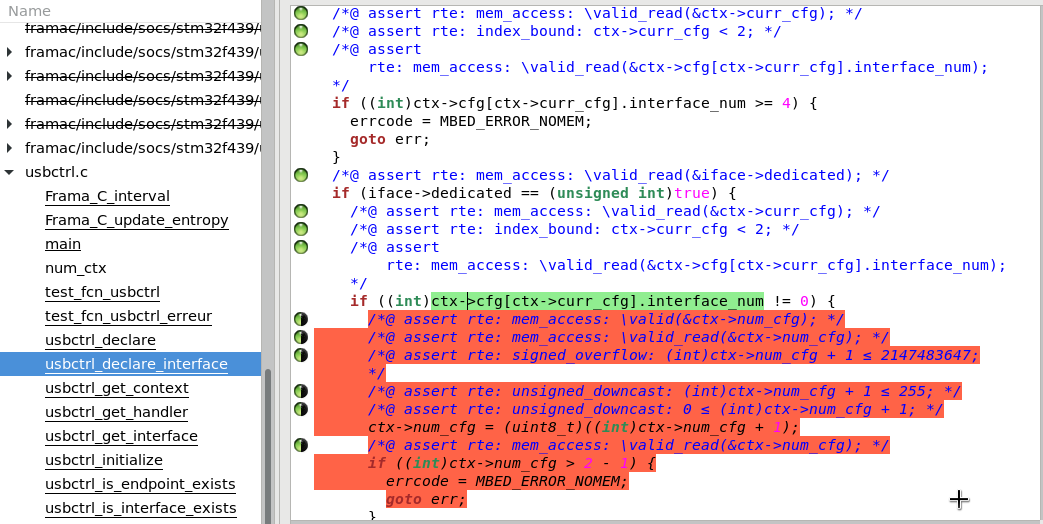 Name
framac/include/socs/stm32f439/
framac/include/socs/stm32f439/
framac/include/socs/stm32f439/
framac/include/socs/stm32f439/
framac/include/socs/stm32f439/
framac/include/socs/stm32f439/
usbctrl.c
Frama_C_interval
Frama_C_update_entropy
main
num_ctx
test_fcn_usbctrl
test_fcn_usbctrl_erreur
usbctrl_declare
usbctrl_declare_interface
usbctrl_get_context
usbctrl_get_handler
usbctrl_get_interface
usbctrl_initialize
usbctrl_is_endpoint_exists
usbctrl_is_interface_exists
/*@ assert rte: mem_access: \valid_read(&ctx->curr_cfg); */
/*@ assert rte: index_bound: ctx->curr_cfg < 2; */
/*@ assert
rte: mem_access: \valid_read(&ctx->cfg[ctx->curr_cfg].interface_num);
*/
if ((int)ctx->cfg[ctx->curr_cfg].interface_num >= 4) {
errcode = MBED_ERROR_NOMEM;
goto err;
}
/*@ assert rte: mem_access: \valid_read(&iface->dedicated); */
if (iface->dedicated == (unsigned int)true) {
/*@ assert rte: mem_access: \valid_read(&ctx->curr_cfg); */
/*@ assert rte: index_bound: ctx->curr_cfg < 2; */
/*@ assert
rte: mem_access: \valid_read(&ctx->cfg[ctx->curr_cfg].interface_num);
*/
if ((int)ctx->cfg[ctx->curr_cfg].interface_num != 0) {
/*@ assert rte: mem_access: \valid(&ctx->num_cfg); */
/*@ assert rte: mem_access: \valid_read(&ctx->num_cfg); */
/*@ assert rte: signed_overflow: (int)ctx->num_cfg + 1 ≤ 2147483647;
*/
/*@ assert rte: unsigned_downcast: (int)ctx->num_cfg + 1 ≤ 255; */
/*@ assert rte: unsigned_downcast: 0 ≤ (int)ctx->num_cfg + 1; */
ctx->num_cfg = (uint8_t)((int)ctx->num_cfg + 1);
/*@ assert rte: mem_access: \valid_read(&ctx->num_cfg); */
if ((int)ctx->num_cfg > 2 - 1) {
errcode = MBED_ERROR_NOMEM;
goto err;
}